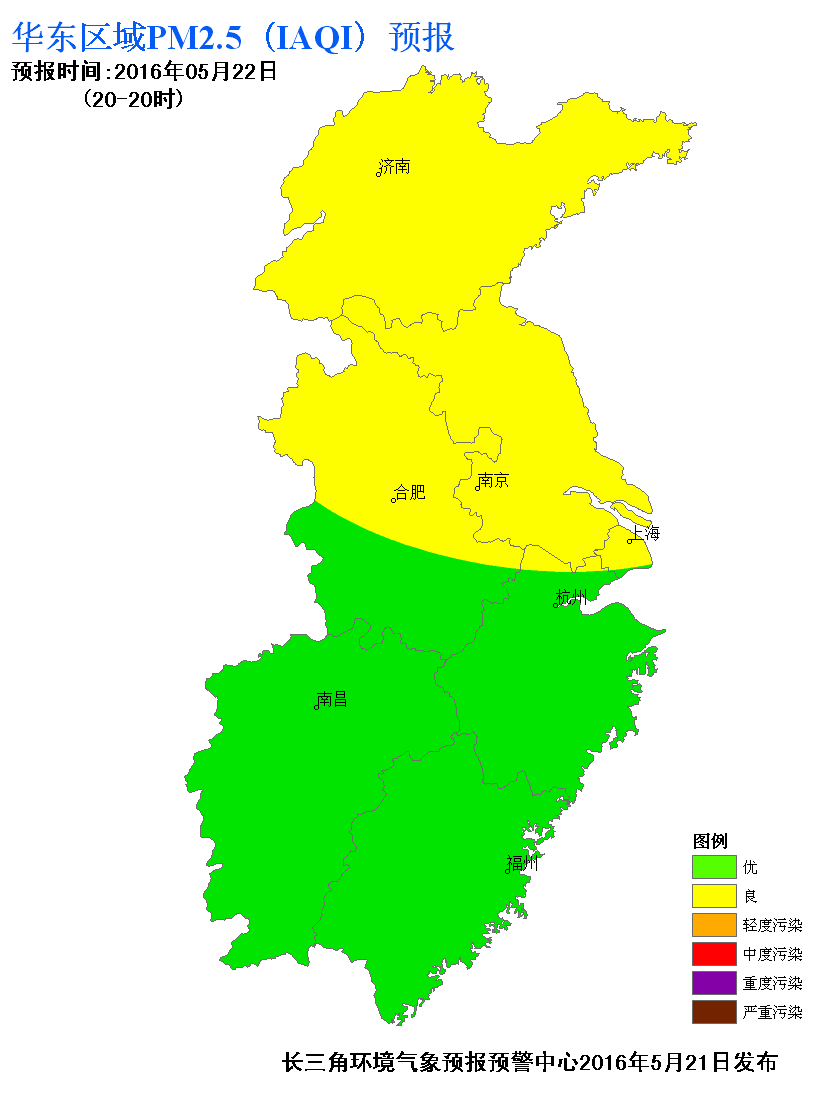 华东区域PM2.5（IAQI）预报
预报时间:2016年05月22日
(20-20时)
济南
合肥
南京
上海
杭州
南昌
福州
图例
优
良
轻度污染
中度污染
重度污染
严重污染
长三角环境气象预报预警中心2016年5月21日发布